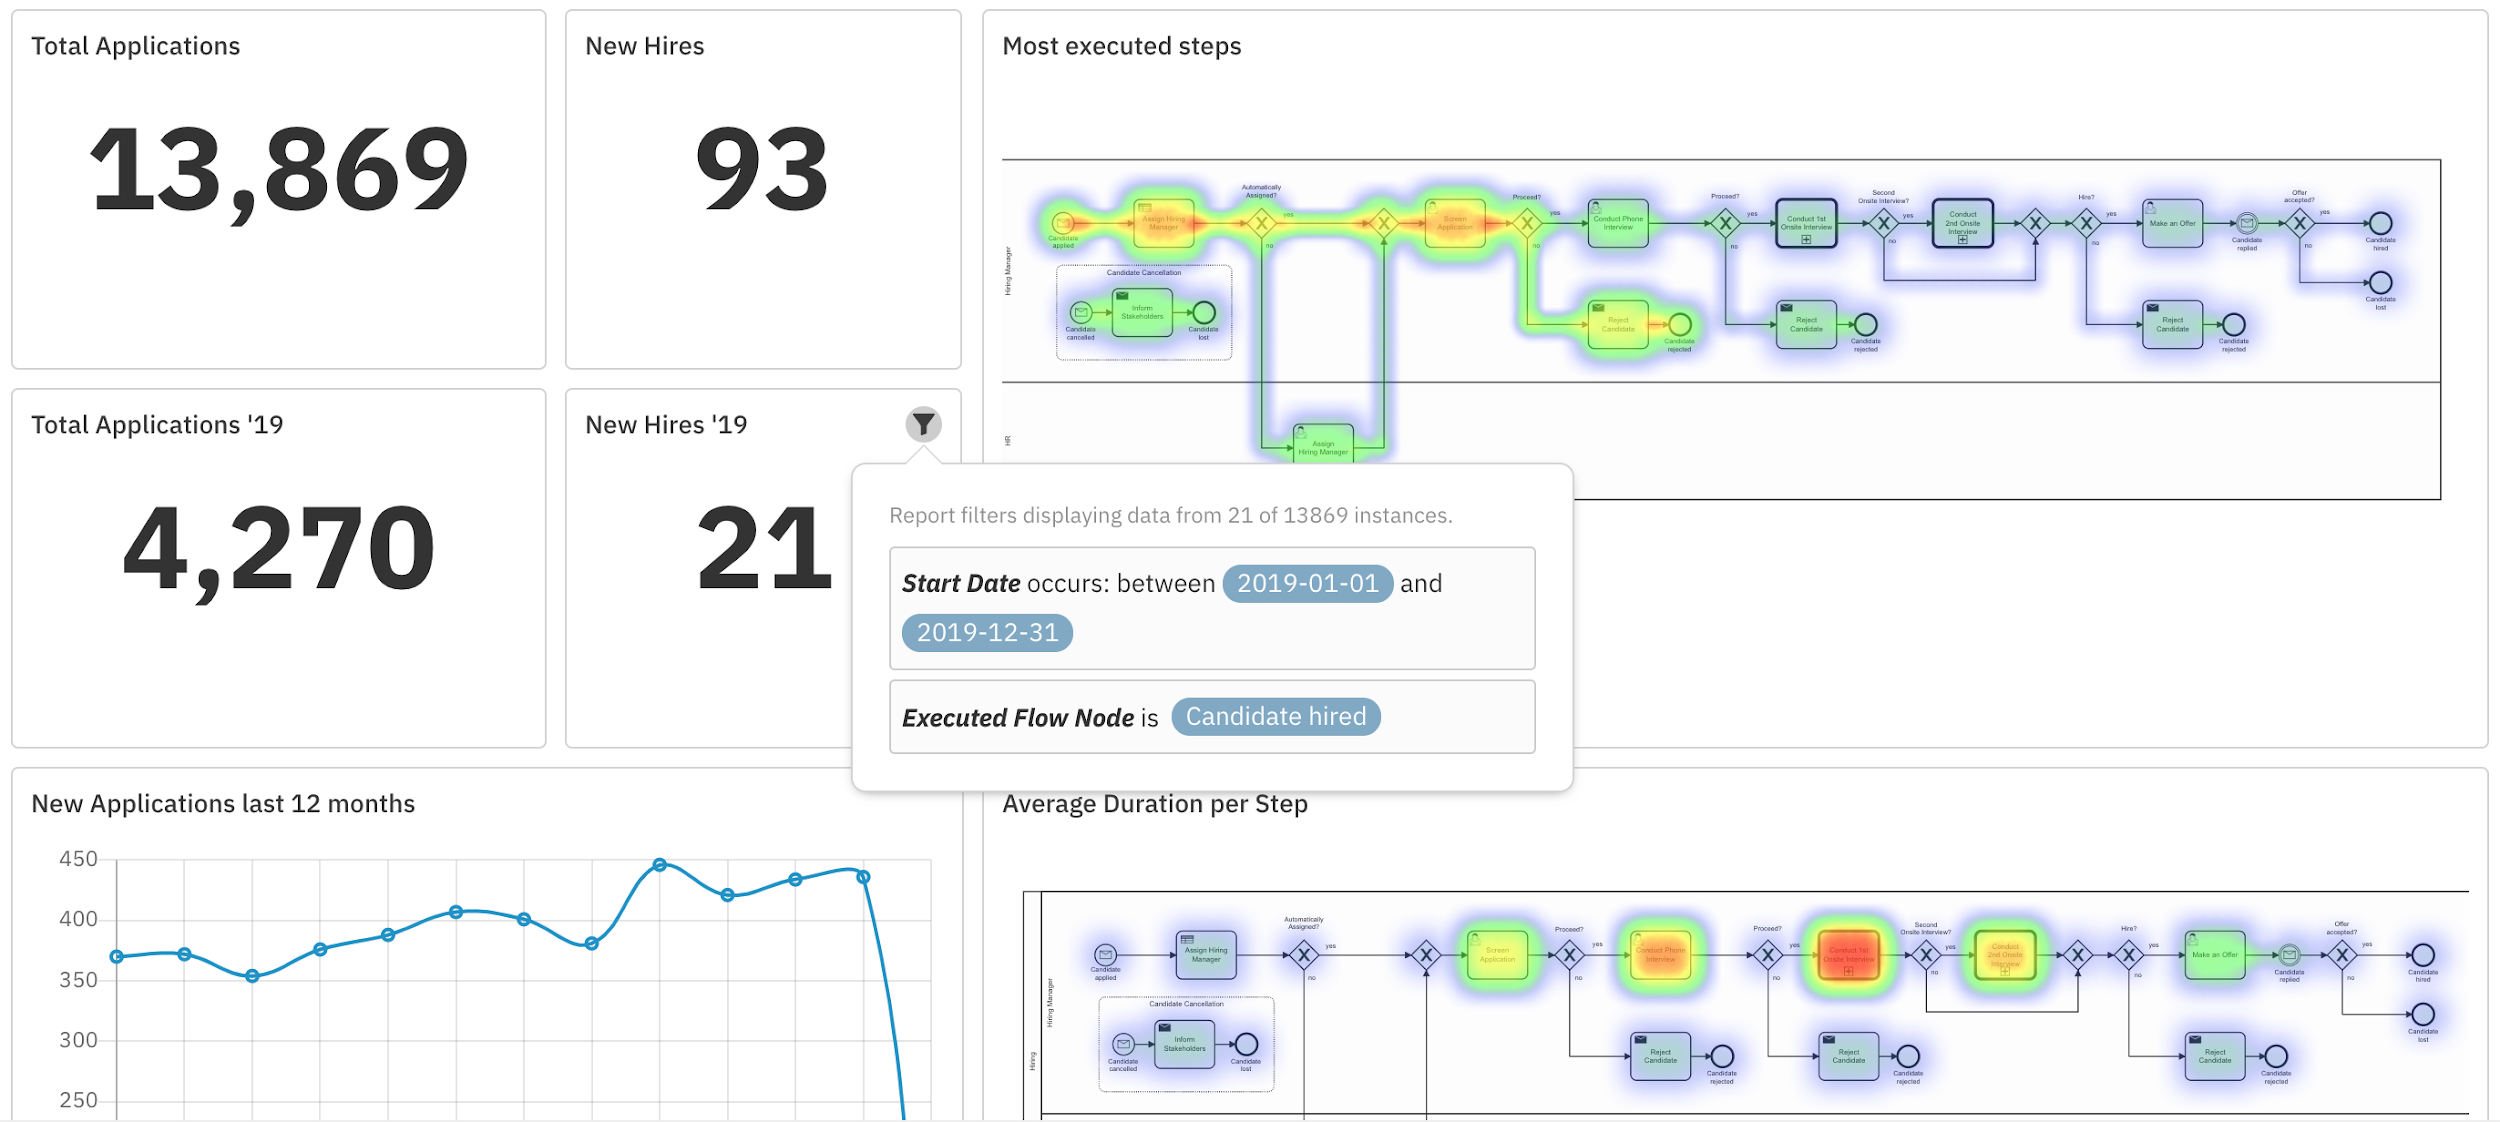 Total Applications
13,869
New Hires
93
Most executed steps
Hiring Manager
Candidate
applied
Assign Hiring
Manager
Automatically
Assigned?
yes
no
Screen
Application
Proceed?
yes
no
Conduct Phone
Interview
Proceed?
yes
no
Conduct 1st
Onsite Interview
Second
Onsite Interview?
yes
no
Conduct
2nd Onsite
Interview
Hire?
yes
no
Make an Offer
Candidate
replied
Offer
accepted?
yes
no
Candidate
hired
Candidate
lost
Candidate Cancellation
Candidate
cancelled
Inform
Stakeholders
Candidate
lost
Reject
Candidate
Candidate
rejected
Reject
Candidate
Candidate
rejected
Reject
Candidate
Candidate
rejected
HR
Assign
Hiring Manager
Total Applications '19
4,270
New Hires '19
21
Report filters displaying data from 21 of 13869 instances.
Start Date occurs: between 2019-01-01 and
2019-12-31
Executed Flow Node is Candidate hired
New Applications last 12 months
450
400
350
300
250
Average Duration per Step
Hiring
Hiring Manager
Candidate
applied
Assign Hiring
Manager
Automatically
Assigned?
yes
no
Screen
Application
Proceed?
yes
no
Conduct Phone
Interview
Proceed?
yes
no
Conduct 1st
Onsite Interview
Second
Onsite Interview?
yes
no
Conduct
2nd Onsite
Interview
Hire?
yes
no
Make an Offer
Candidate
replied
Offer
accepted?
yes
no
Candidate
hired
Candidate
lost
Candidate Cancellation
Candidate
cancelled
Inform
Stakeholders
Candidate
lost
Reject
Candidate
Candidate
rejected
Reject
Candidate
Candidate
rejected
Reject
Candidate
Candidate
rejected